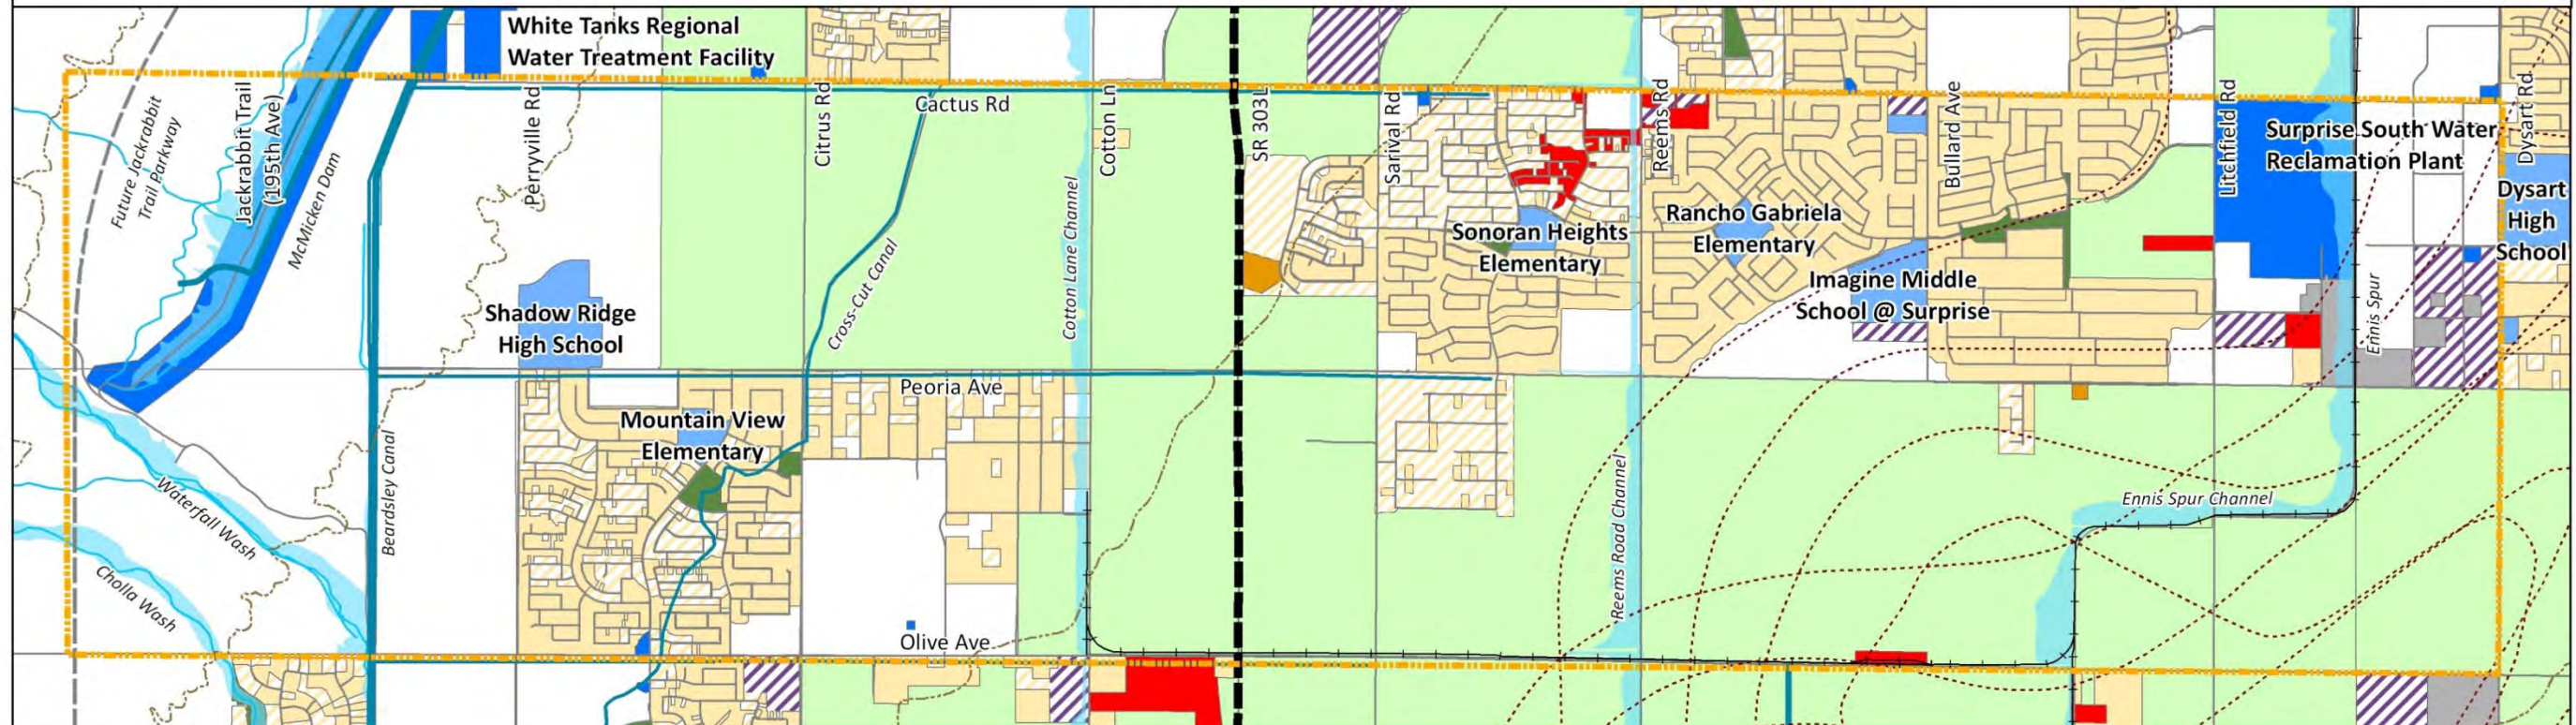 White Tanks Regional
Water Treatment Facility
Future Jackrabbit
Trail Parkway
Jackrabbit Trail
(195th Ave)
McMicken Dam
Perryville Rd
Citrus Rd
Cactus Rd
Cotton Ln
SR 303L
Sarival Rd
Reems Rd
Bullard Ave
Litchfield Rd
Surprise South Water
Reclamation Plant
Dysart Rd
Dysart
High
School
Cotton Lane Channel
Cross-Cut Canal
Sonoran Heights
Elementary
Rancho Gabriela
Elementary
Imagine Middle
School @ Surprise
Ennis Spur
Shadow Ridge
High School
Peoria Ave
Mountain View
Elementary
Beardsley Canal
Waterfall Wash
Cholla Wash
Reems Road Channel
Ennis Spur Channel
Olive Ave